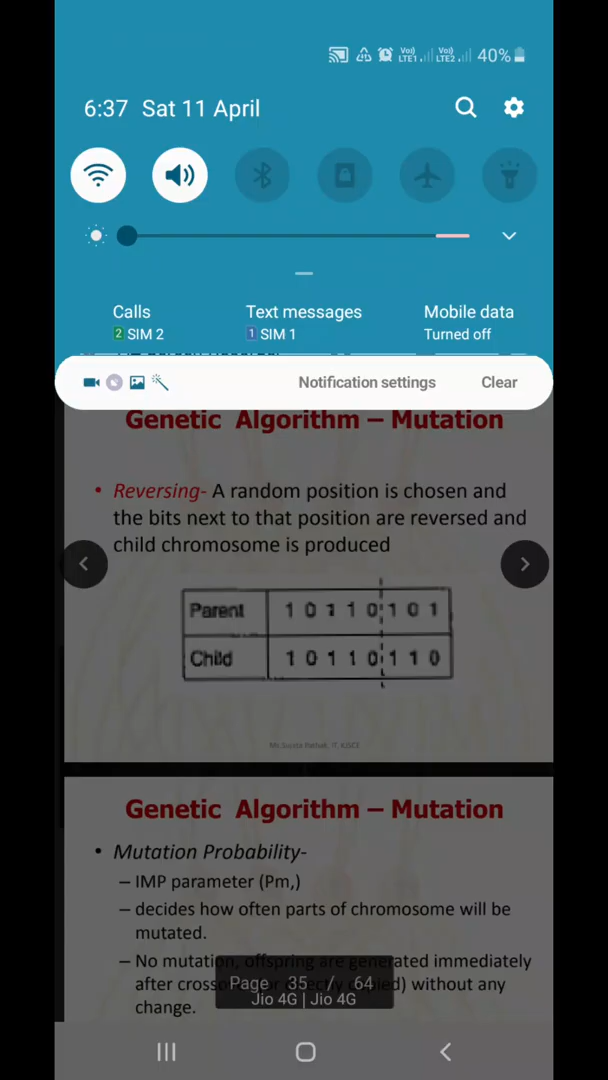 Voo) LTE1 Voo) LTE2 40%
6:37 Sat 11 April
Calls Text messages Mobile data
2 SIM 2 1 SIM 1 Turned off
Notification settings Clear
Genetic Algorithm – Mutation
• Reversing- A random position is chosen and
the bits next to that position are reversed and
child chromosome is produced
Parent 1 0 1 1 0 1 0 1
Child 1 0 1 1 0 1 1 0
Genetic Algorithm – Mutation
• Mutation Probability-
– IMP parameter (Pm,)
– decides how often parts of chromosome will be
mutated.
– No mutation, offspring are generated immediately
after without any
change.
Page 35 / 64
Jio 4G | Jio 4G